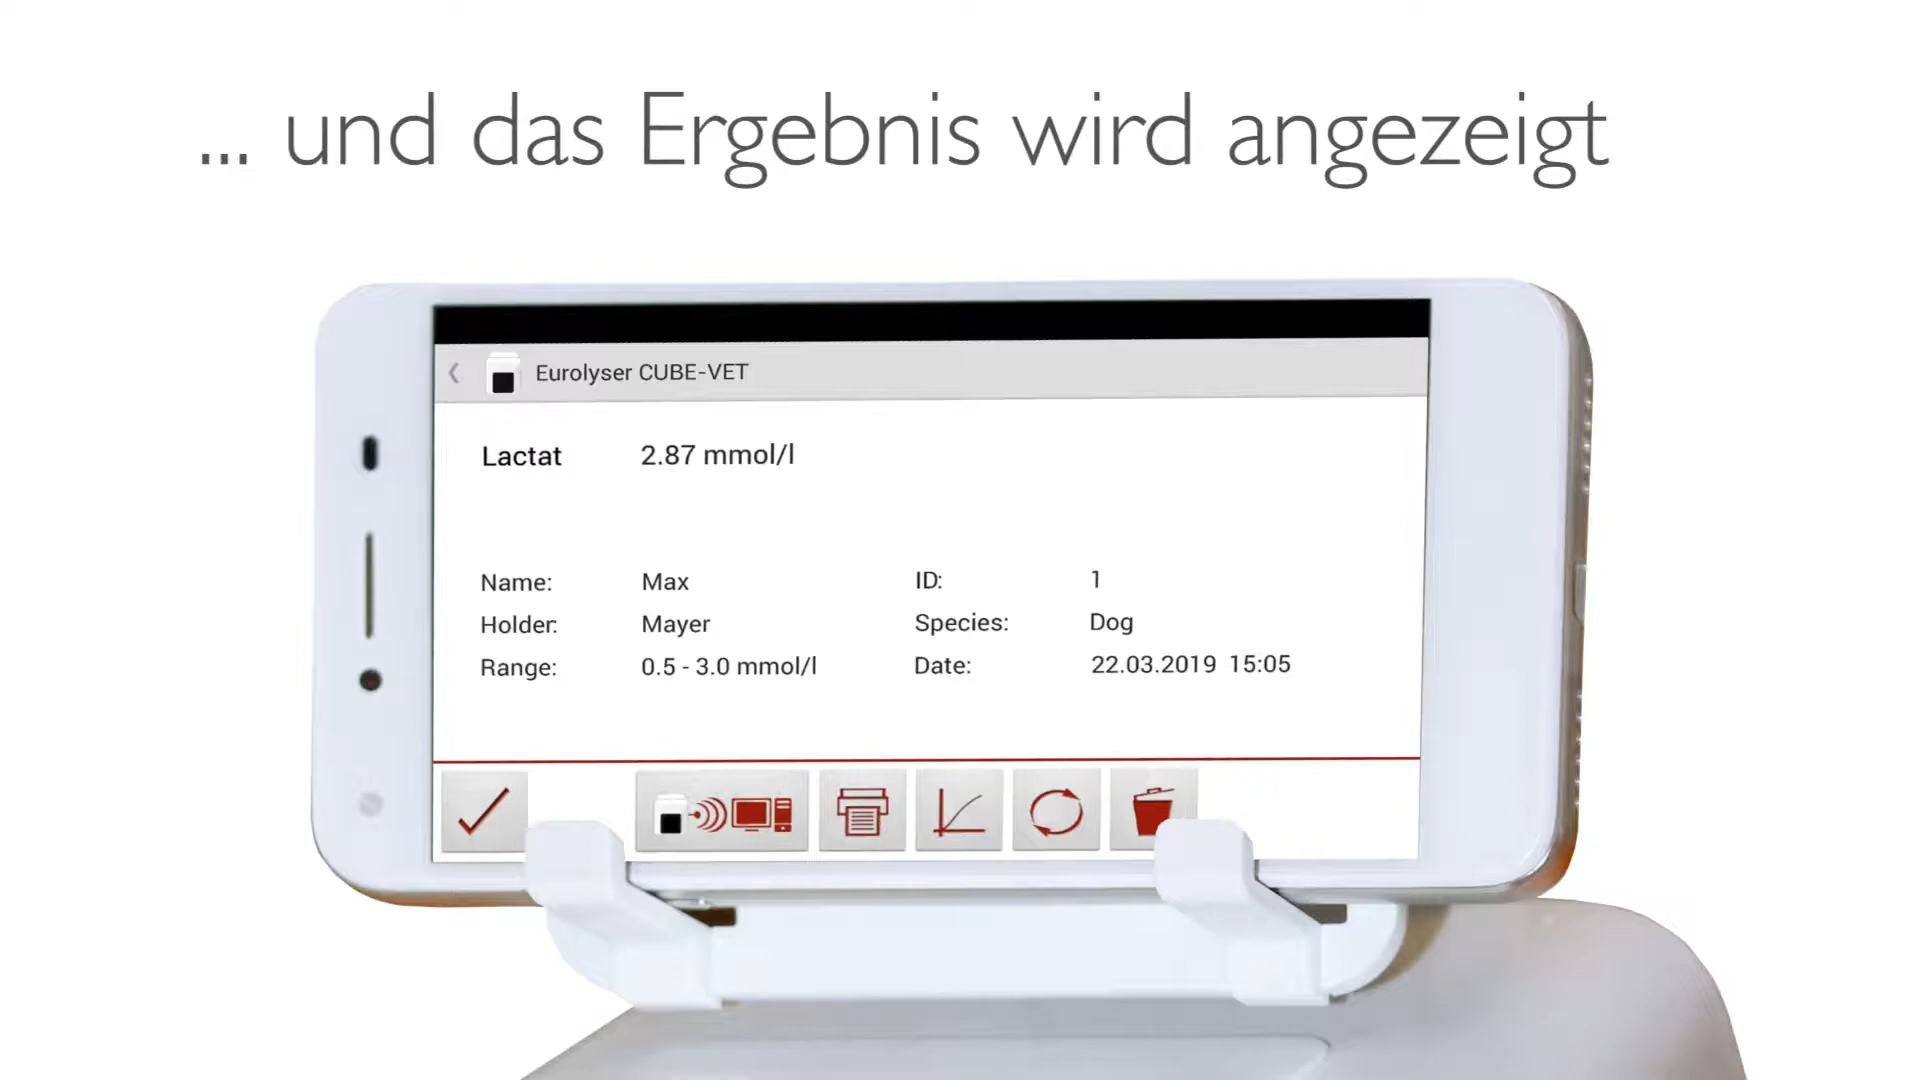 ... und das Ergebnis wird angezeigt
Eurolyser CUBE-VET
Lactat 2.87 mmol/l
Name: Max ID: 1
Holder: Mayer Species: Dog
Range: 0.5 - 3.0 mmol/l Date: 22.03.2019 15:05